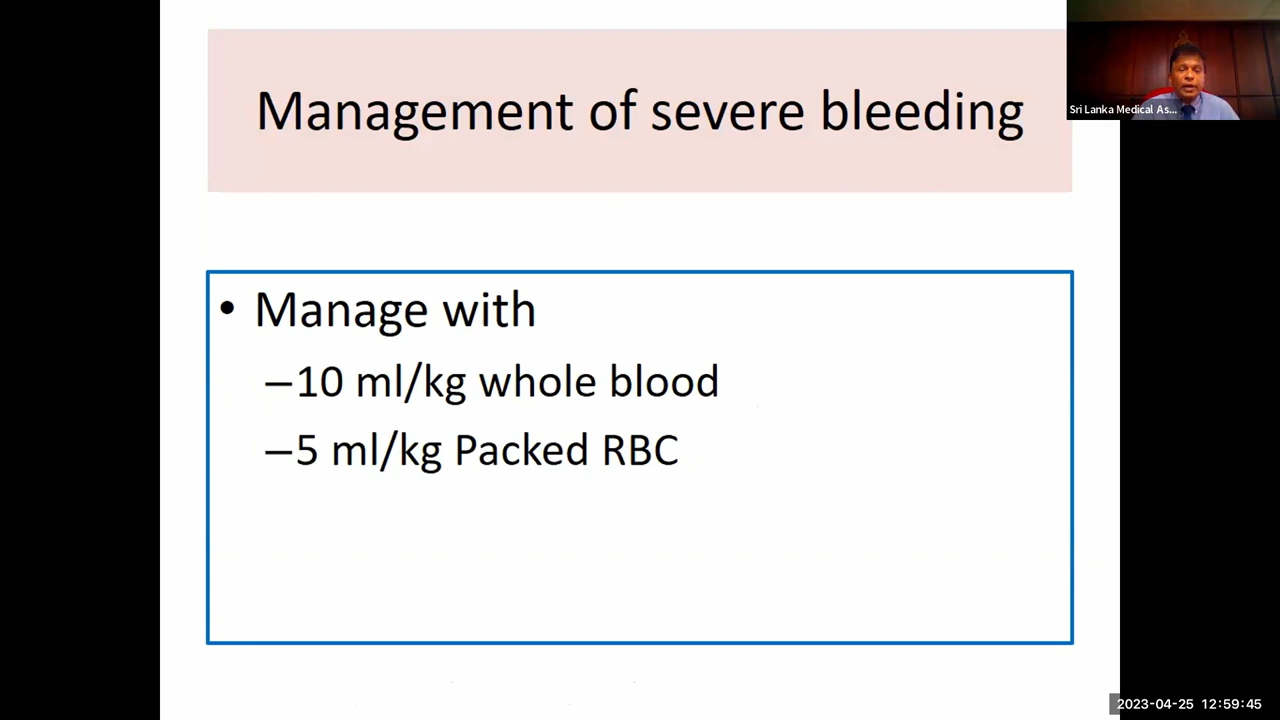 Management of severe bleeding
Sri Lanka Medical As...
• Manage with
–10 ml/kg whole blood
–5 ml/kg Packed RBC
2023-04-25 12:59:45